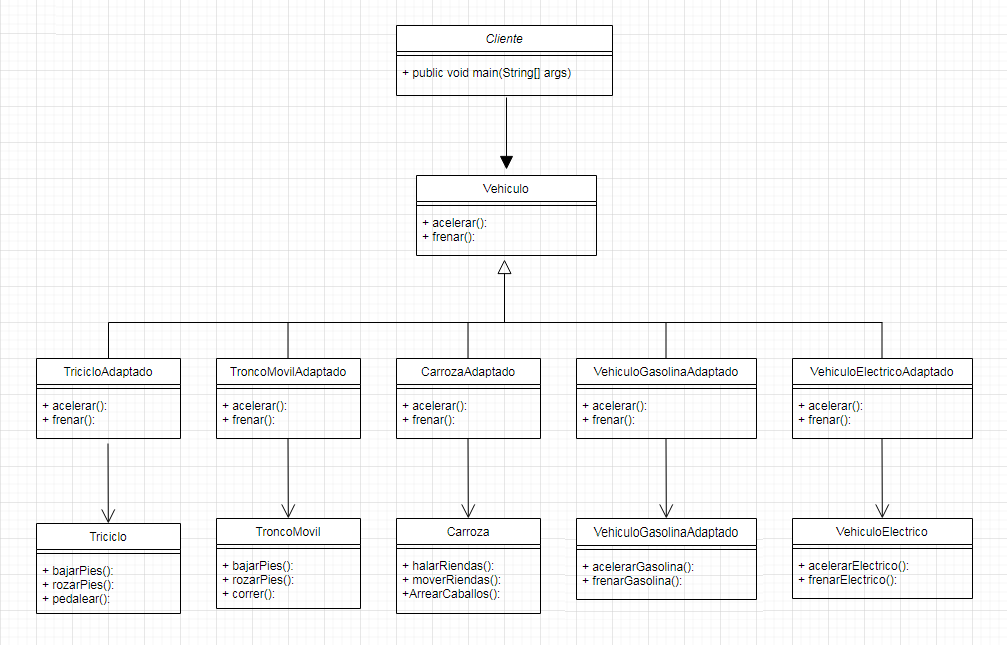 Cliente
+ public void main(String[] args)
Vehiculo
+ acelerar():
+ frenar():
TricicloAdaptado
+ acelerar():
+ frenar():
TroncoMovilAdaptado
+ acelerar():
+ frenar():
CarrozaAdaptado
+ acelerar():
+ frenar():
VehiculoGasolinaAdaptado
+ acelerar():
+ frenar():
VehiculoElectricoAdaptado
+ acelerar():
+ frenar():
Triciclo
+ bajarPies():
+ rozarPies():
+ pedalear():
TroncoMovil
+ bajarPies():
+ rozarPies():
+ correr():
Carroza
+ halarRiendas():
+ moverRiendas():
+ArrearCaballos():
VehiculoGasolinaAdaptado
+ acelerarGasolina():
+ frenarGasolina():
VehiculoElectrico
+ acelerarElectrico():
+ frenarElectrico():